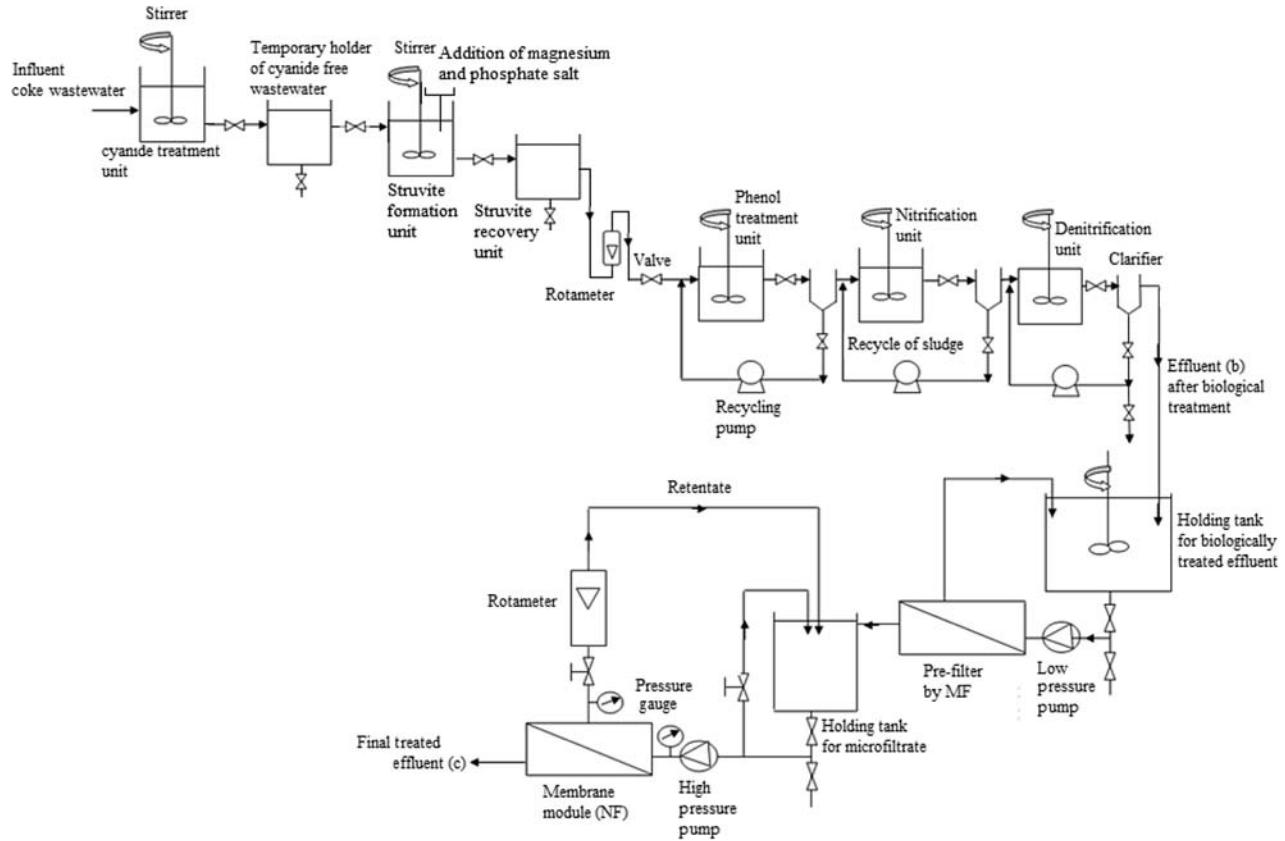 Stirrer
Influent
coke wastewater
cyanide treatment
unit
Temporary holder
of cyanide free
wastewater
Stirrer
Addition of magnesium
and phosphate salt
Struvite
formation
unit
Struvite
recovery
unit
Rotameter
Valve
Phenol
treatment
unit
Nitrification
unit
Denitrification
unit
Clarifier
Recycle of sludge
Recycling
pump
Effluent (b)
after biological
treatment
Holding tank
for biologically
treated effluent
Low
pressure
pump
Pre-filter
by MF
Retentate
Rotameter
Pressure
gauge
Holding tank
for microfiltrate
High
pressure
pump
Membrane
module (NF)
Final treated
effluent (c)